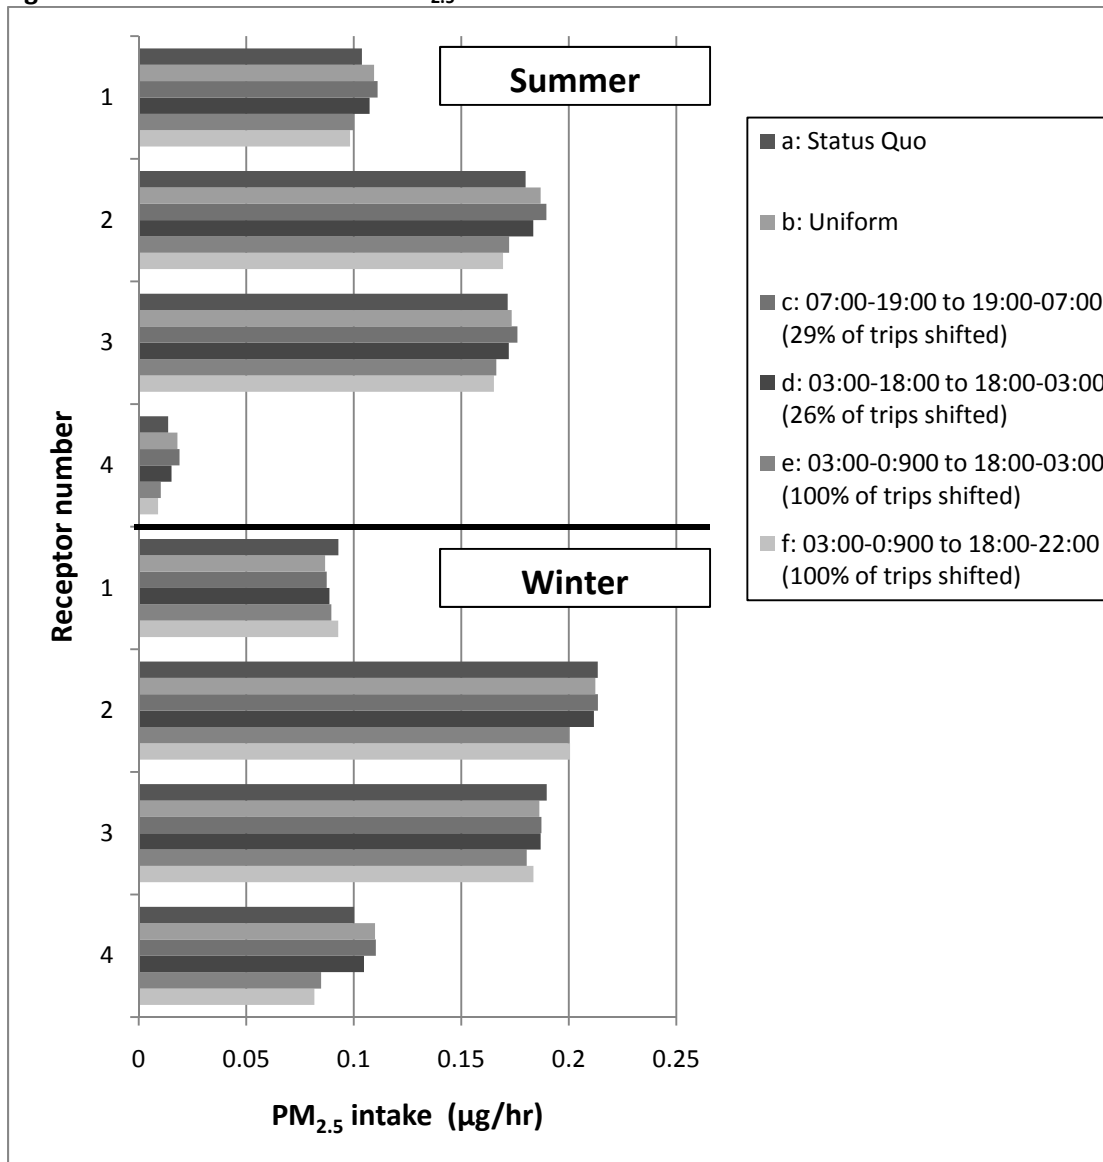 2.5
Summer
1
2
3
4
Winter
1
2
3
4
Receptor number
0 0.05 0.1 0.15 0.2 0.25
PM2.5 intake (µg/hr)
a: Status Quo
b: Uniform
c: 07:00-19:00 to 19:00-07:00
(29% of trips shifted)
d: 03:00-18:00 to 18:00-03:00
(26% of trips shifted)
e: 03:00-0:900 to 18:00-03:00
(100% of trips shifted)
f: 03:00-0:900 to 18:00-22:00
(100% of trips shifted)